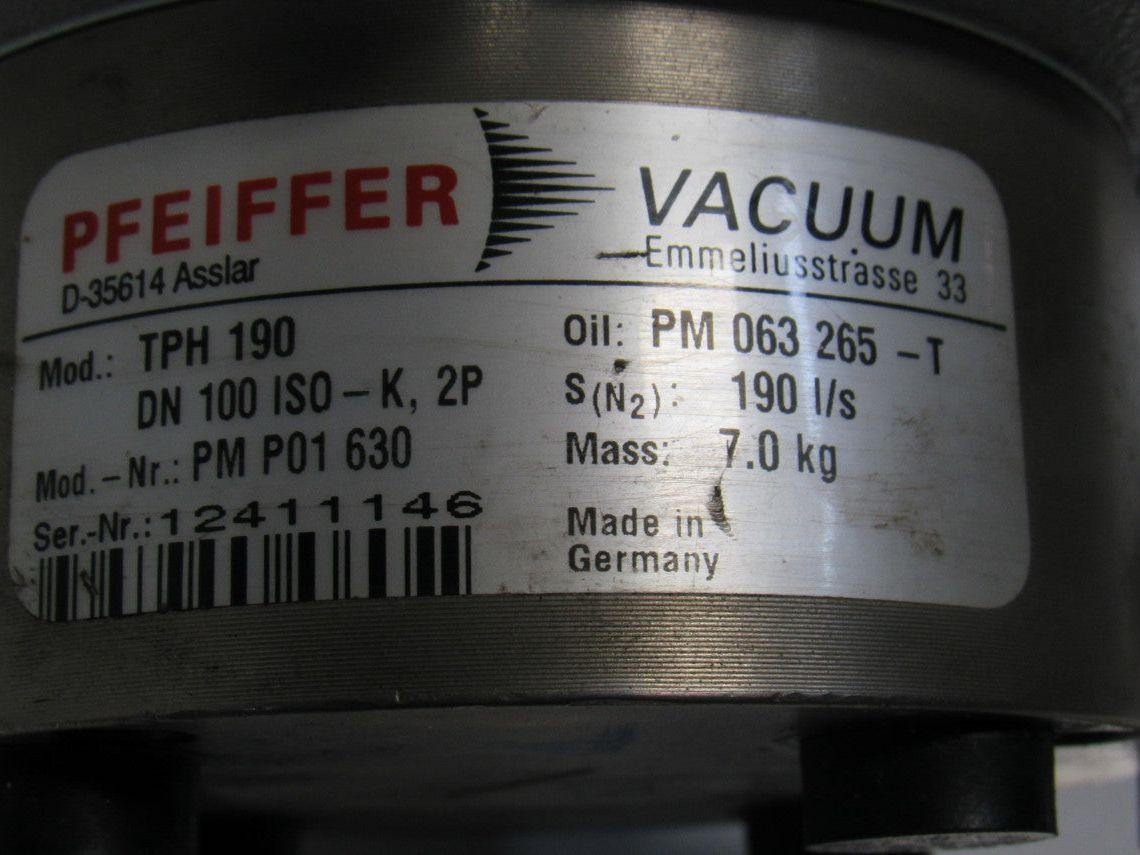 PFEIFFER VACUUM
D-35614 Asslar
Emmeliusstrasse 33
Mod.: TPH 190
DN 100 ISO – K, 2P
Mod. – Nr.: PM P01 630
Ser.-Nr.: 12411146
Oil: PM 063 265 – T
S(N2): 190 l/s
Mass: 7.0 kg
Made in
Germany